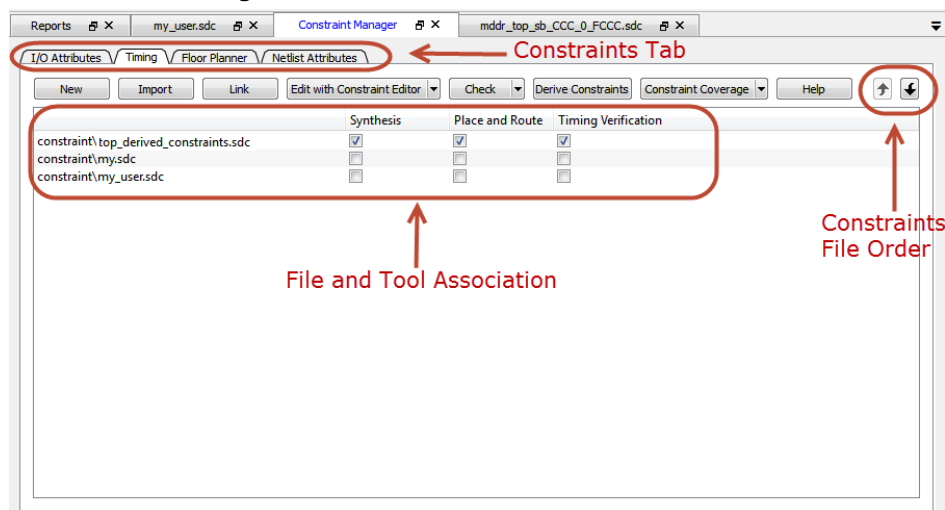 Reports my_user.sdc Constraint Manager mddr_top_sb_CCC_0_FCCC.sdc
Constraints Tab
I/O Attributes Timing Floor Planner Netlist Attributes
New Import Link Edit with Constraint Editor Check Derive Constraints Constraint Coverage Help
Synthesis Place and Route Timing Verification
constraint\top_derived_constraints.sdc
constraint\my.sdc
constraint\my_user.sdc
Constraints
File Order
File and Tool Association